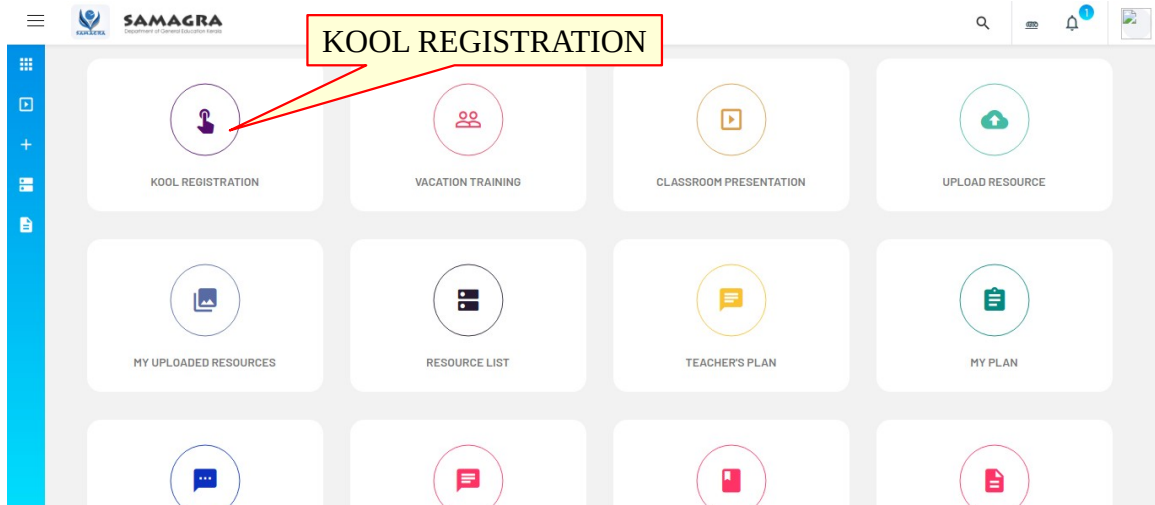 SAMAGRA
Department of General Education Kerala
SAMAGRA
1
KOOL REGISTRATION
KOOL REGISTRATION
VACATION TRAINING
CLASSROOM PRESENTATION
UPLOAD RESOURCE
MY UPLOADED RESOURCES
RESOURCE LIST
TEACHER'S PLAN
MY PLAN